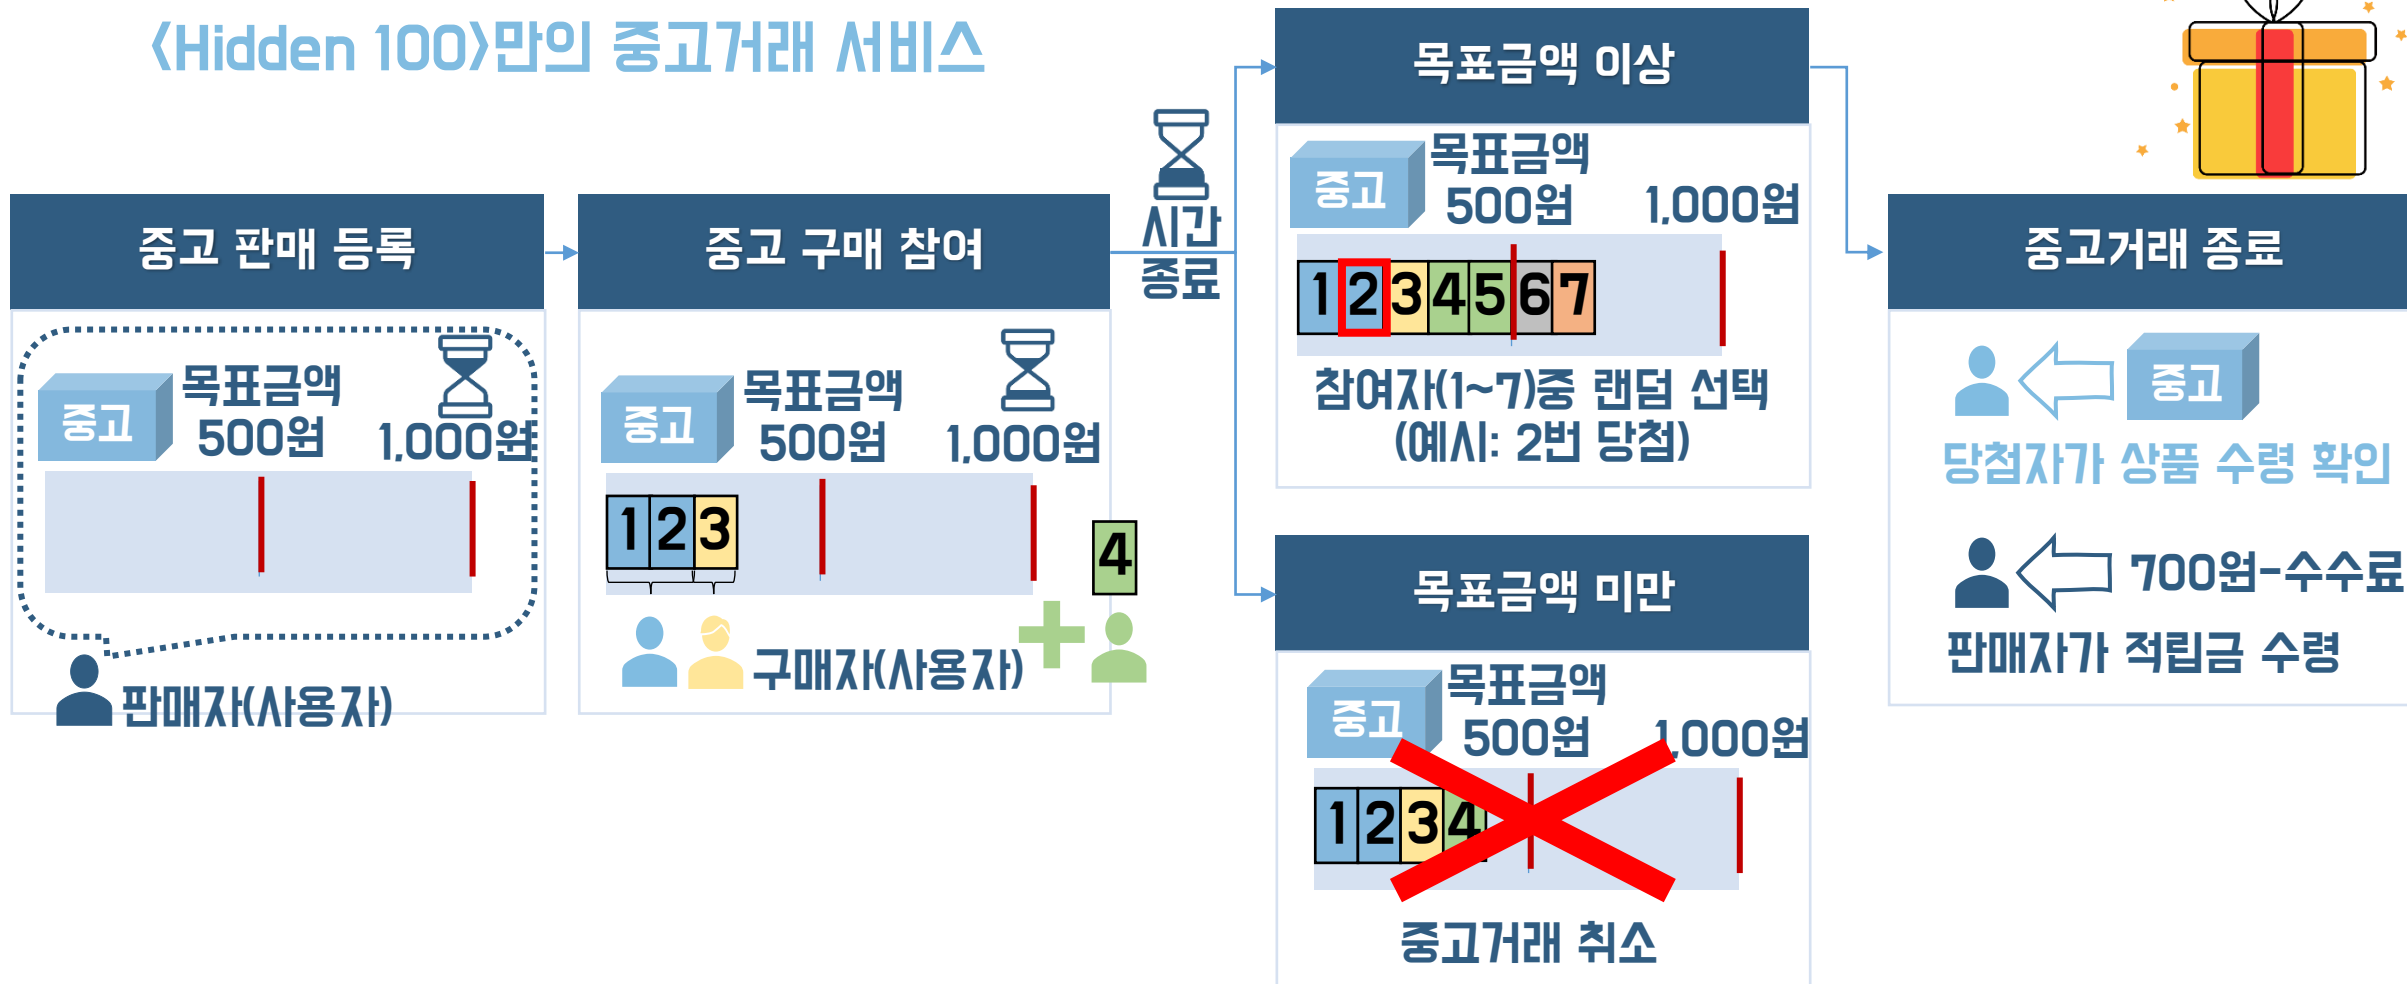 <Hidden 100>만의 중고거래 서비스
중고 판매 등록
중고
목표금액
500원
1,000원
판매자(사용자)
중고 구매 참여
중고
목표금액
500원
1,000원
1 2 3
4
구매자(사용자)
시간
종료
목표금액 이상
중고
목표금액
500원
1,000원
1 2 3 4 5 6 7
참여자(1~7)중 랜덤 선택
(예시: 2번 당첨)
목표금액 미만
중고
목표금액
500원
1,000원
1 2 3 4
중고거래 취소
중고거래 종료
중고
당첨자가 상품 수령 확인
700원-수수료
판매자가 적립금 수령